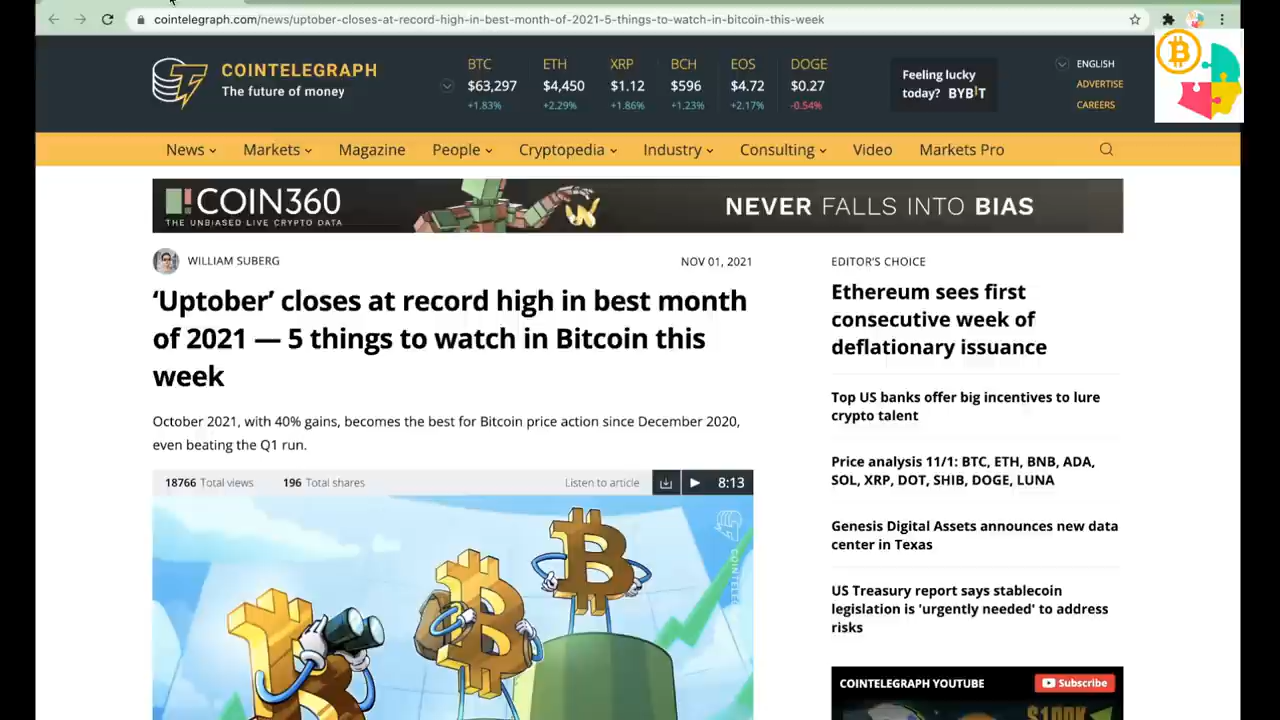 cointelegraph.com/news/uptober-closes-at-record-high-in-best-month-of-2021-5-things-to-watch-in-bitcoin-this-week
COINTELEGRAPH
The future of money
BTC ETH XRP BCH EOS DOGE
$63,297 $4,450 $1.12 $596 $4.72 $0.27
+1.83% +2.29% +1.86% +1.23% +2.17% -0.54%
Feeling lucky
today? BYBIT
ENGLISH
ADVERTISE
CAREERS
News Markets Magazine People Cryptopedia Industry Consulting Video Markets Pro
COIN360
THE UNBIASED LIVE CRYPTO DATA
NEVER FALLS INTO BIAS
WILLIAM SUBERG
NOV 01, 2021
‘Uptober’ closes at record high in best month
of 2021 — 5 things to watch in Bitcoin this
week
October 2021, with 40% gains, becomes the best for Bitcoin price action since December 2020,
even beating the Q1 run.
18766 Total views 196 Total shares Listen to article 8:13
EDITOR'S CHOICE
Ethereum sees first
consecutive week of
deflationary issuance
Top US banks offer big incentives to lure
crypto talent
Price analysis 11/1: BTC, ETH, BNB, ADA,
SOL, XRP, DOT, SHIB, DOGE, LUNA
Genesis Digital Assets announces new data
center in Texas
US Treasury report says stablecoin
legislation is 'urgently needed' to address
risks
COINTELEGRAPH YOUTUBE
Subscribe
$100K